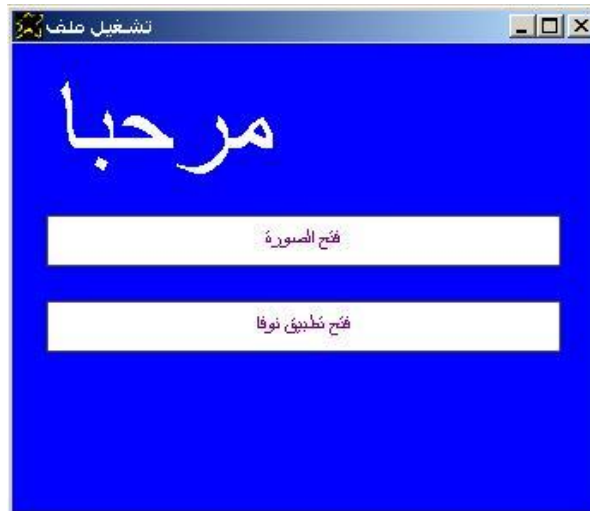 تشغيل ملف
مرحبا
فتح الصورة
فتح تطبيق نوفا